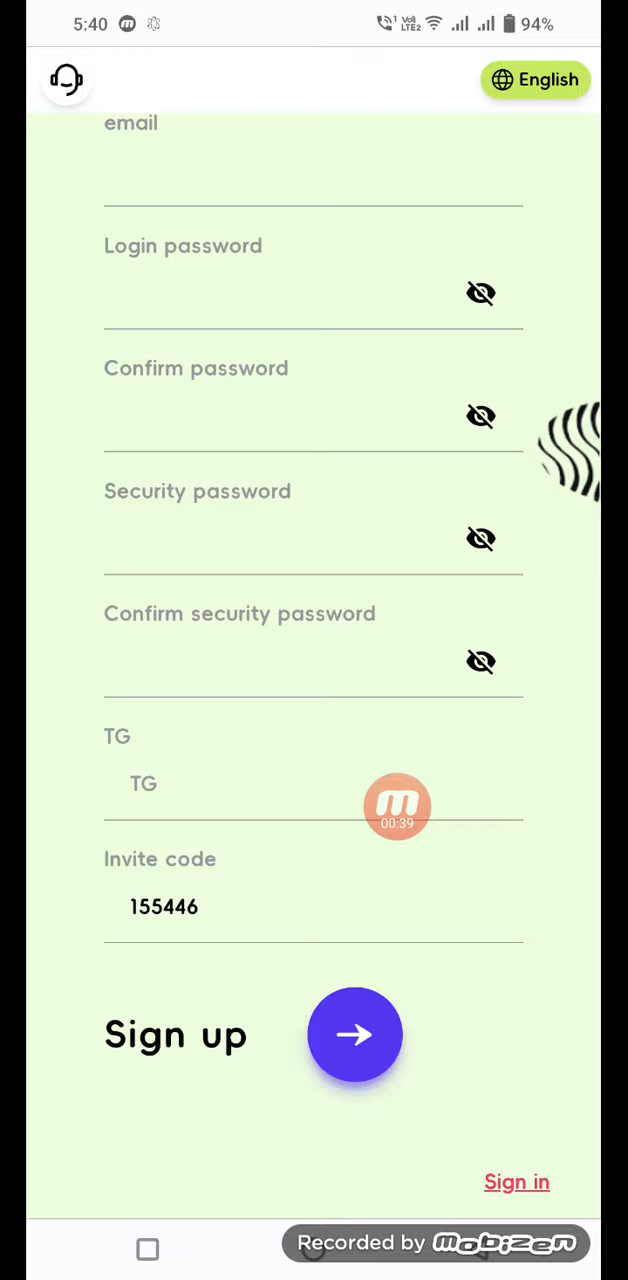 5:40 94%
English
email
Login password
Confirm password
Security password
Confirm security password
TG
TG
00:39
Invite code
155446
Sign up
Sign in
Recorded by mobizen